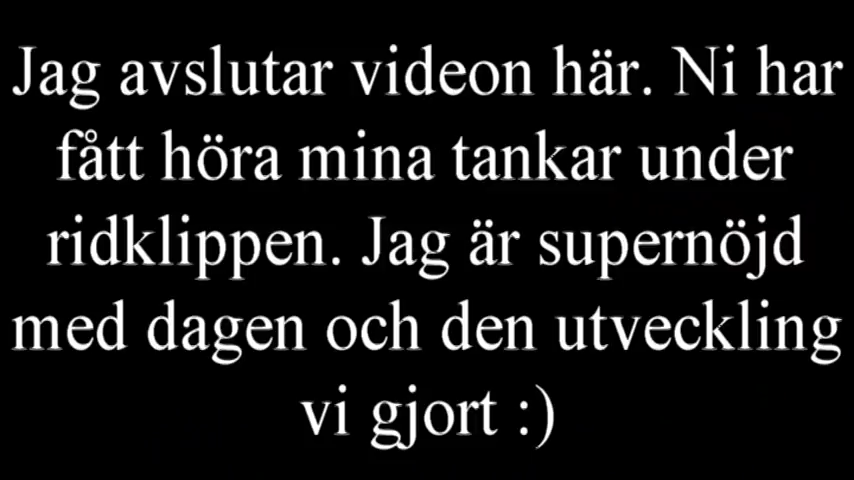 Jag avslutar videon här. Ni har
fått höra mina tankar under
ridklippen. Jag är supernöjd
med dagen och den utveckling
vi gjort :)